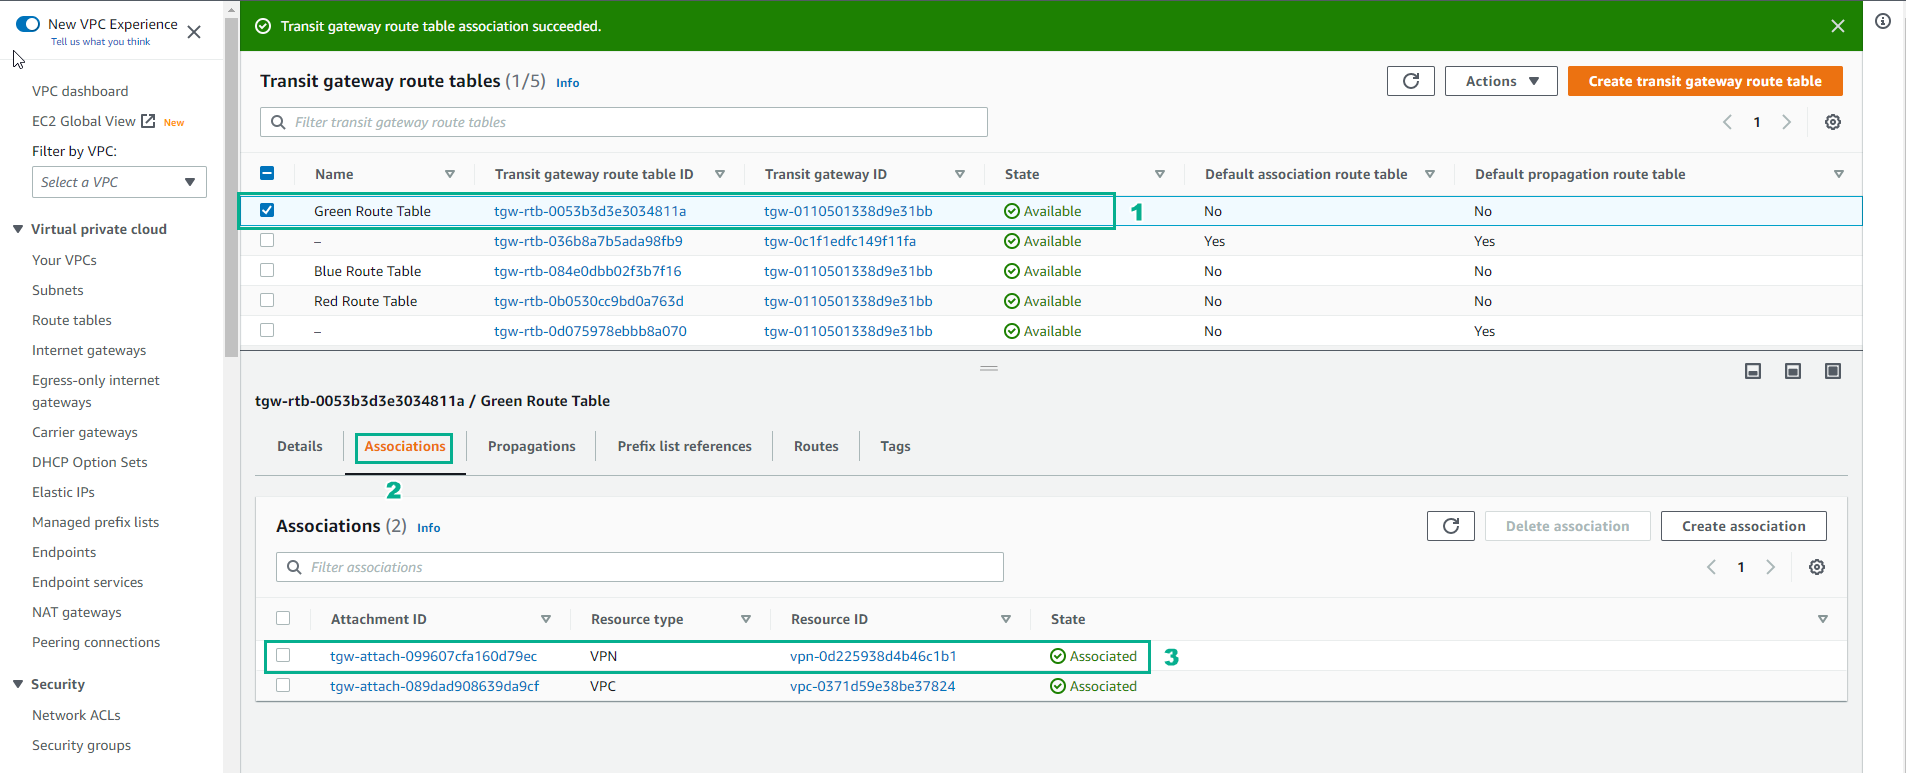 New VPC Experience
Tell us what you think
VPC dashboard
EC2 Global View New
Filter by VPC:
Select a VPC
Virtual private cloud
Your VPCs
Subnets
Route tables
Internet gateways
Egress-only internet
gateways
Carrier gateways
DHCP Option Sets
Elastic IPs
Managed prefix lists
Endpoints
Endpoint services
NAT gateways
Peering connections
Security
Network ACLs
Security groups
Transit gateway route table association succeeded.
Transit gateway route tables (1/5) Info
Actions
Create transit gateway route table
Filter transit gateway route tables
1
Name Transit gateway route table ID Transit gateway ID State Default association route table Default propagation route table
Green Route Table tgw-rtb-0053b3d3e3034811a tgw-0110501338d9e31bb Available 1 No No
– tgw-rtb-036b8a7b5ada98fb9 tgw-0c1f1edfc149f11fa Available Yes Yes
Blue Route Table tgw-rtb-084e0dbb02f3b7f16 tgw-0110501338d9e31bb Available No No
Red Route Table tgw-rtb-0b0530cc9bd0a763d tgw-0110501338d9e31bb Available No No
– tgw-rtb-0d075978ebbb8a070 tgw-0110501338d9e31bb Available No Yes
tgw-rtb-0053b3d3e3034811a / Green Route Table
Details Associations Propagations Prefix list references Routes Tags
2
Associations (2) Info
Delete association
Create association
Filter associations
1
Attachment ID Resource type Resource ID State
tgw-attach-099607cfa160d79ec VPN vpn-0d225938d4b46c1b1 Associated 3
tgw-attach-089dad908639da9cf VPC vpc-0371d59e38be37824 Associated